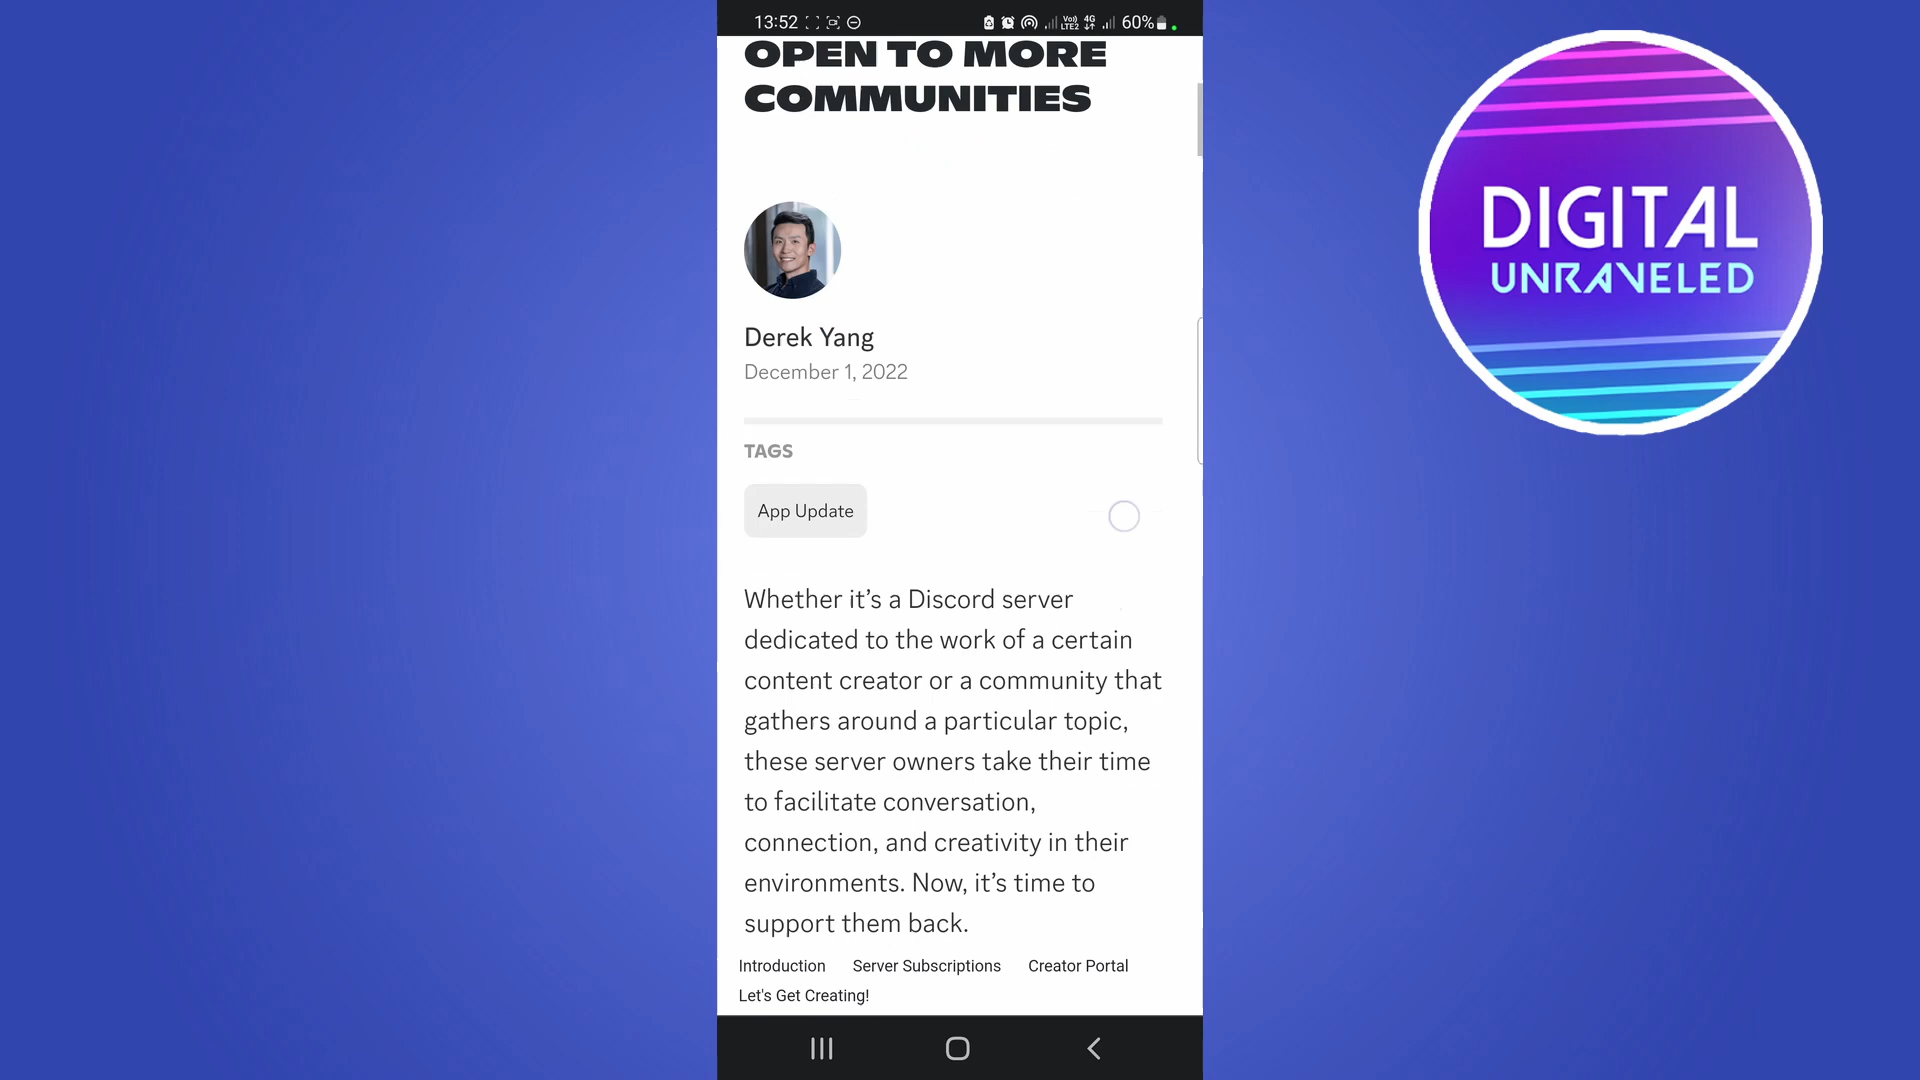 13:52
Vo)
LTE2
4G
60%
OPEN TO MORE
COMMUNITIES
DIGITAL
UNRAVELED
Derek Yang
December 1, 2022
TAGS
App Update
Whether it’s a Discord server
dedicated to the work of a certain
content creator or a community that
gathers around a particular topic,
these server owners take their time
to facilitate conversation,
connection, and creativity in their
environments. Now, it’s time to
support them back.
Introduction Server Subscriptions Creator Portal
Let's Get Creating!